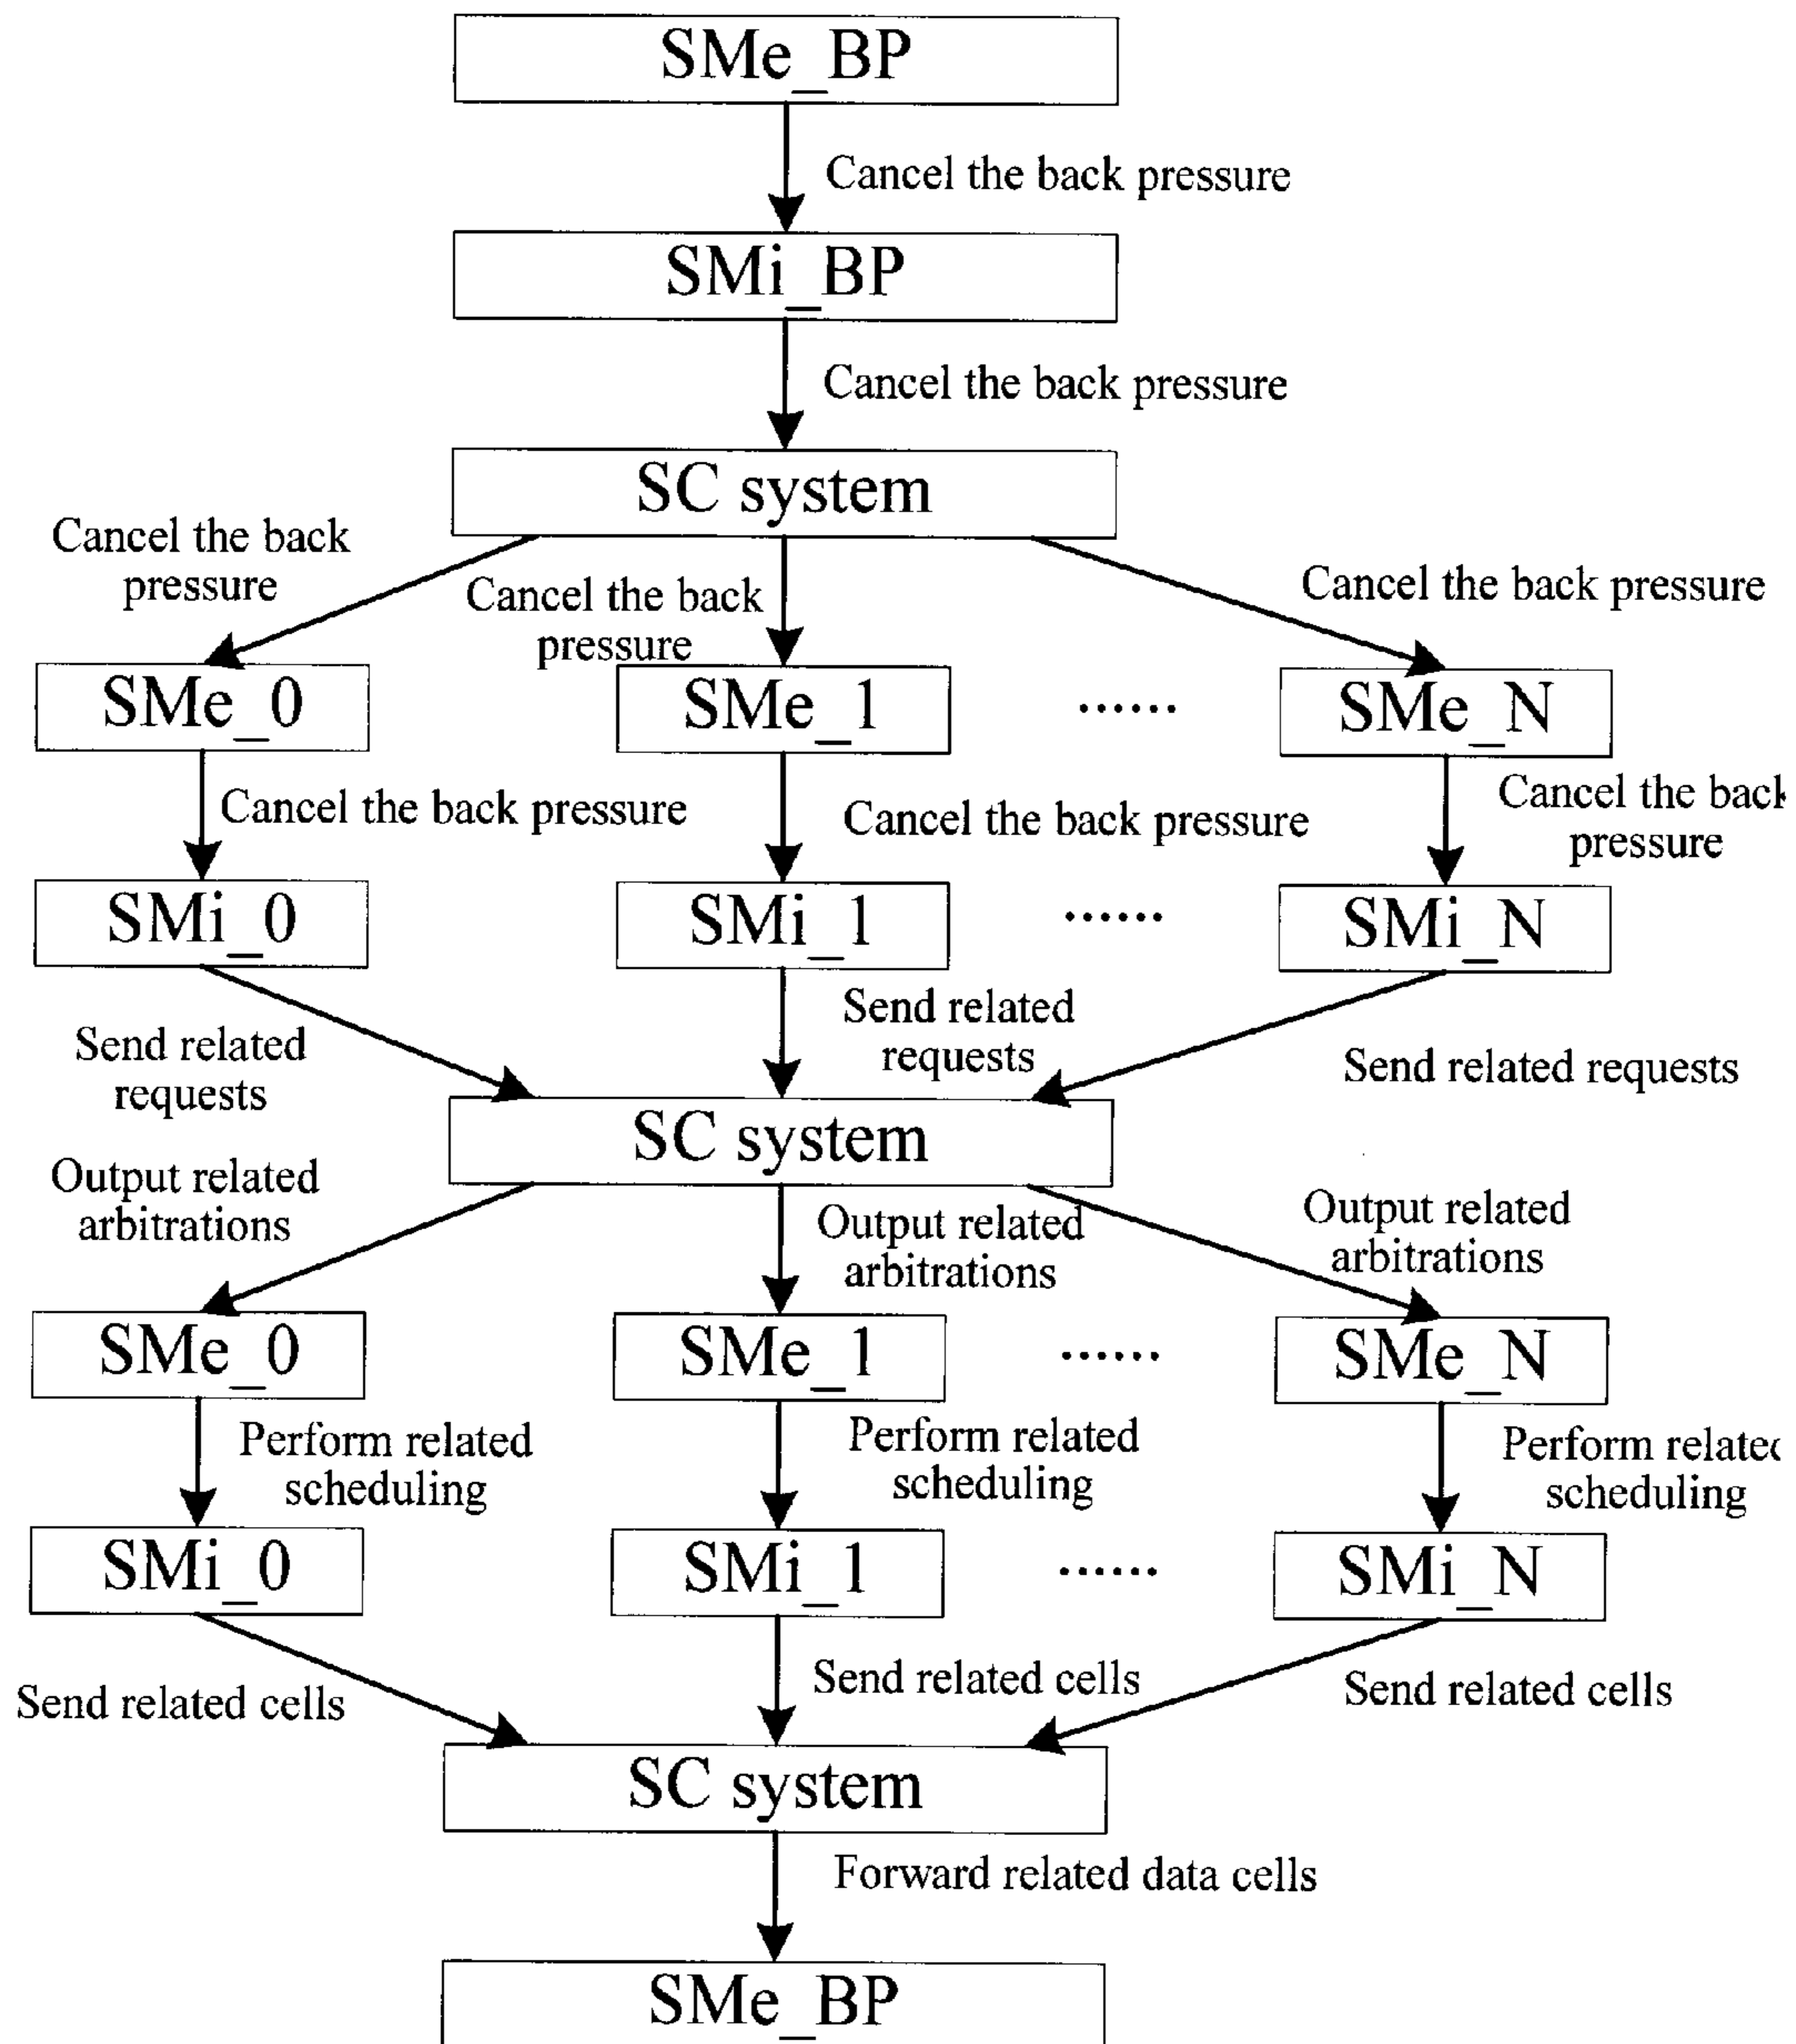 SMe_BP
Cancel the back pressure
SMi_BP
Cancel the back pressure
SC system
Cancel the back
pressure
Cancel the back
pressure
Cancel the back pressure
SMe_0
SMe_1
......
SMe_N
Cancel the back pressure
Cancel the back pressure
Cancel the back
pressure
SMi_0
SMi_1
......
SMi_N
Send related
requests
Send related
requests
Send related requests
SC system
Output related
arbitrations
Output related
arbitrations
Output related
arbitrations
SMe_0
SMe_1
......
SMe_N
Perform related
scheduling
Perform related
scheduling
Perform related
scheduling
SMi_0
SMi_1
......
SMi_N
Send related cells
Send related cells
Send related cells
SC system
Forward related data cells
SMe_BP